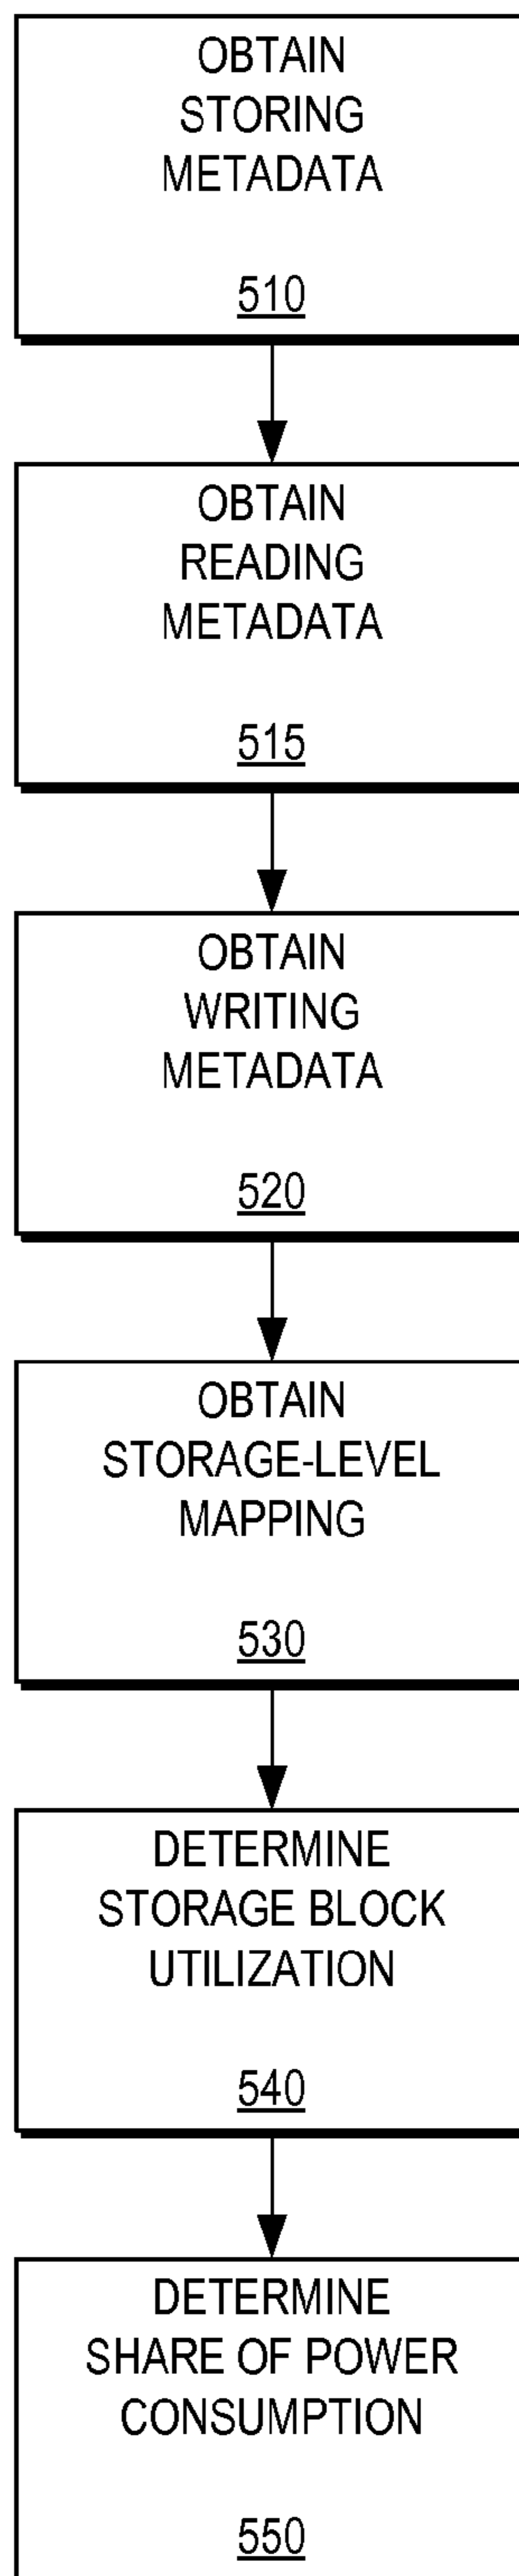 OBTAIN
STORING
METADATA
510
OBTAIN
READING
METADATA
515
OBTAIN
WRITING
METADATA
520
OBTAIN
STORAGE-LEVEL
MAPPING
530
DETERMINE
STORAGE BLOCK
UTILIZATION
540
DETERMINE
SHARE OF POWER
CONSUMPTION
550